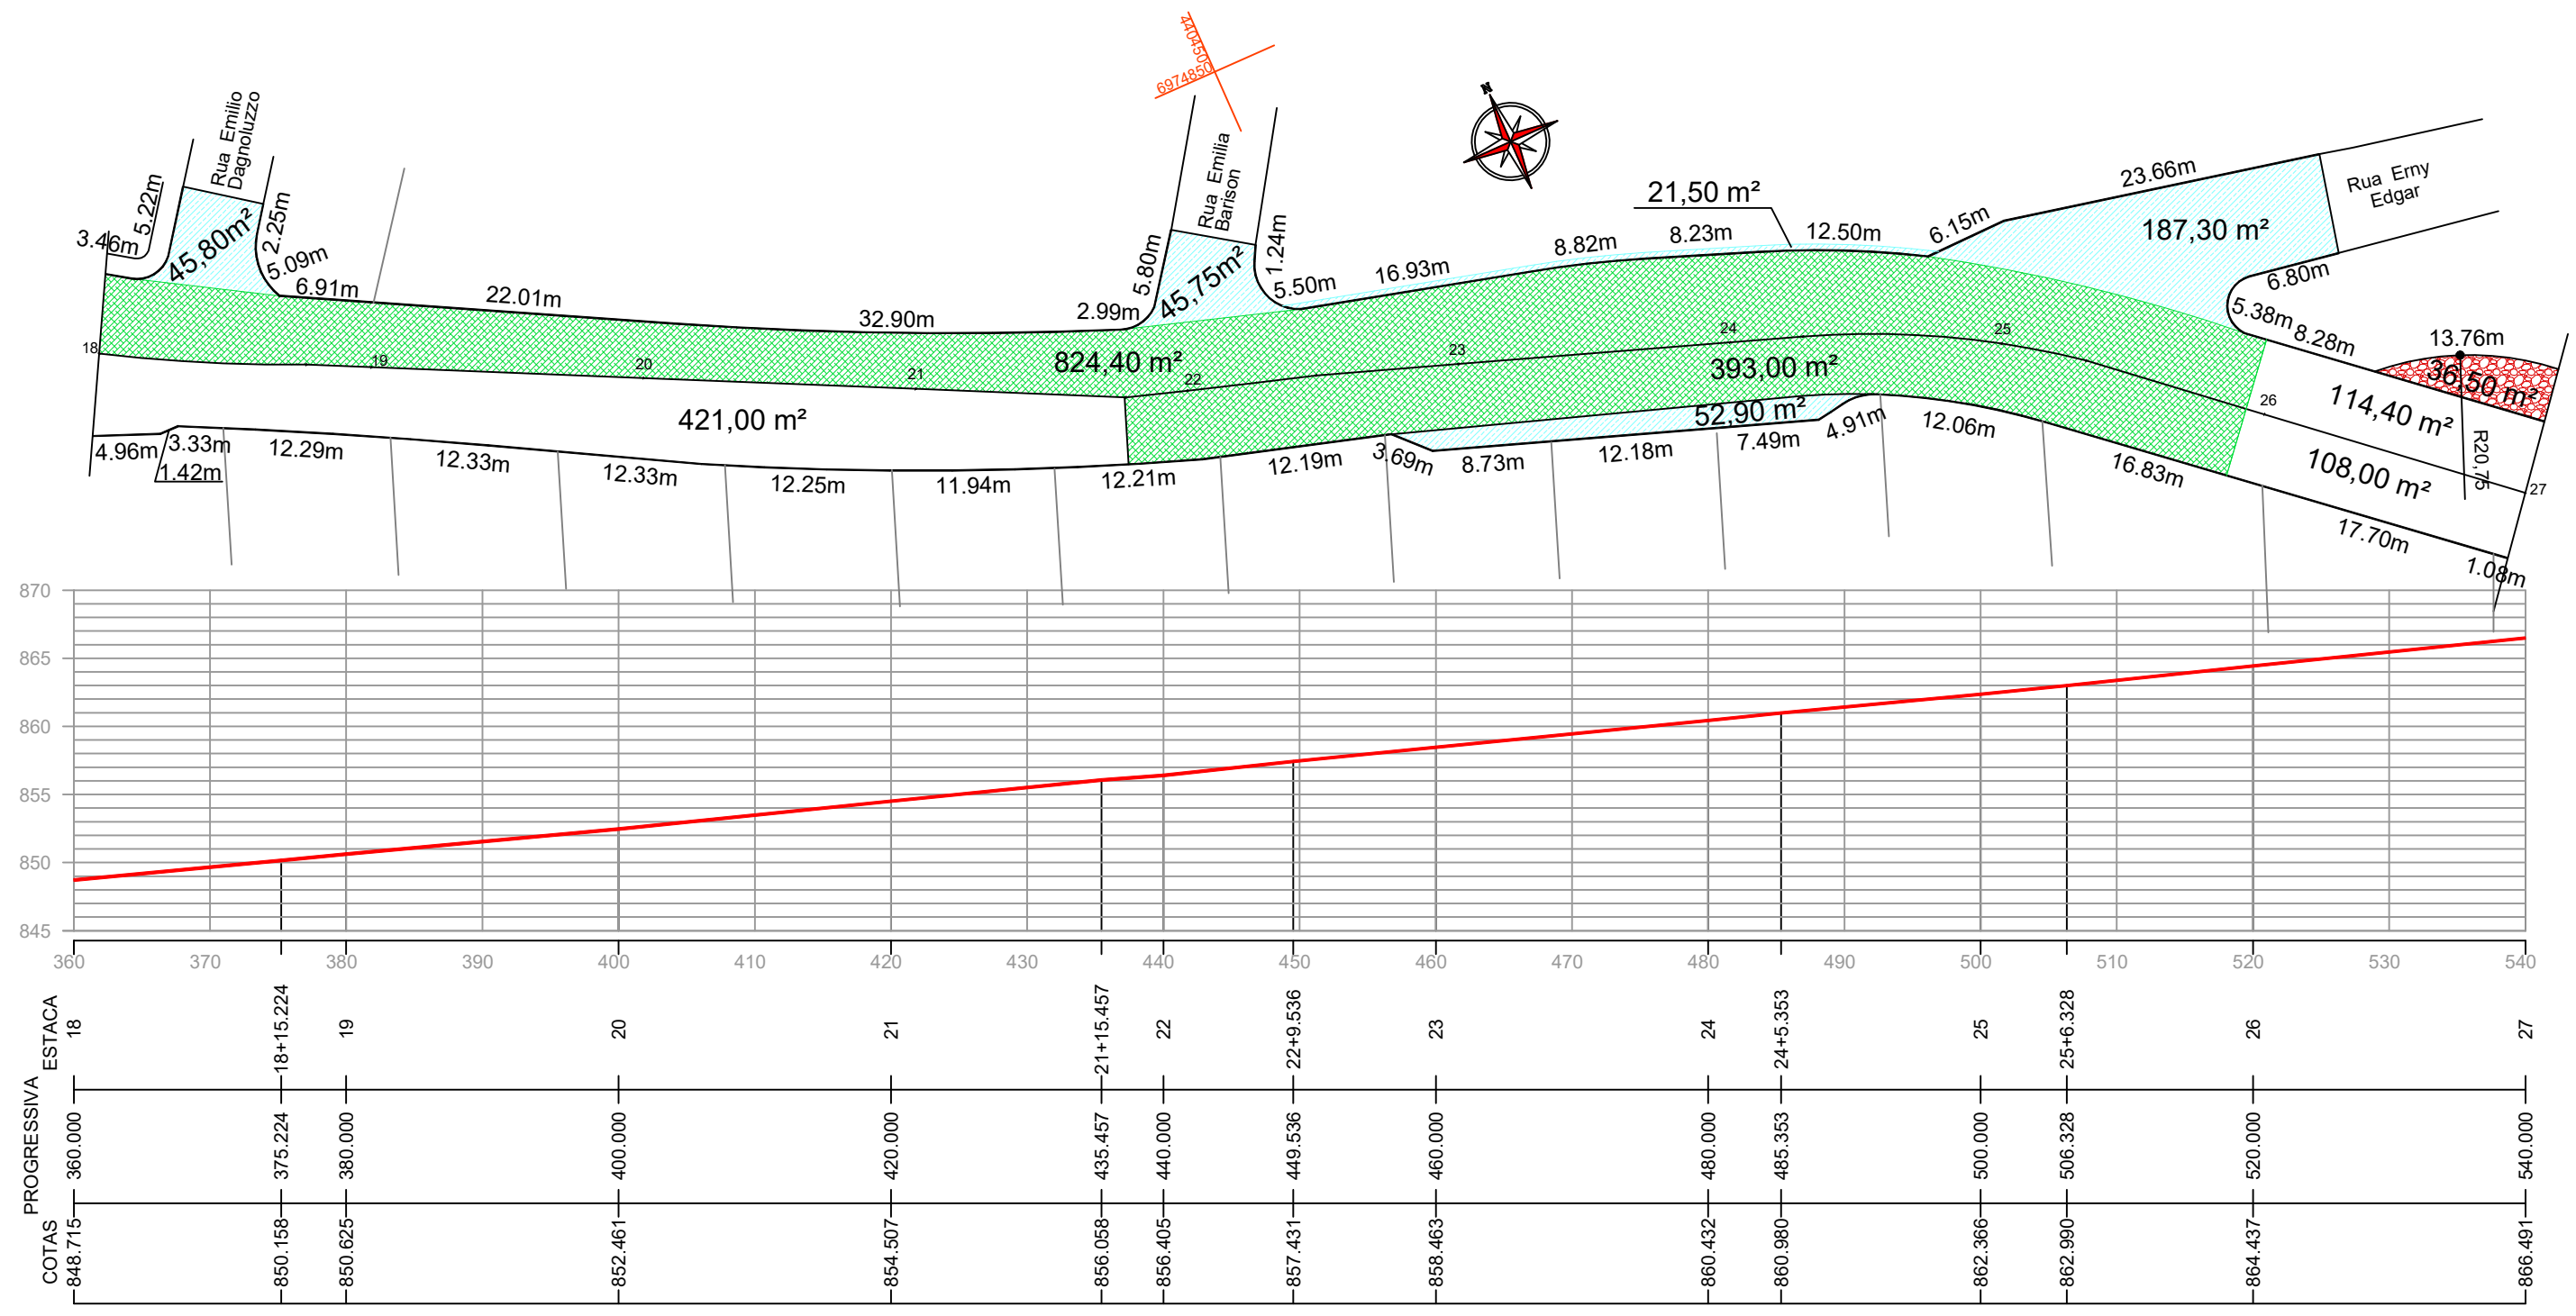 440450
6974850
N
Rua Emilio
Dagnoluzzo
Rua Emilia
Barison
Rua Erny
Edgar
3.46m
5.22m
45,80m²
2.25m
5.09m
6.91m
22.01m
32.90m
2.99m
5.80m
45,75m²
1.24m
5.50m
16.93m
8.82m
21,50 m²
8.23m
12.50m
6.15m
23.66m
187,30 m²
6.80m
5.38m
8.28m
13.76m
36,50 m²
R20,75
18
19
20
21
22
23
24
25
26
27
824,40 m²
393,00 m²
421,00 m²
52,90 m²
114,40 m²
108,00 m²
4.96m
3.33m
1.42m
12.29m
12.33m
12.33m
12.25m
11.94m
12.21m
12.19m
3.69m
8.73m
12.18m
7.49m
4.91m
12.06m
16.83m
17.70m
1.08m
870
865
860
855
850
845
360 370 380 390 400 410 420 430 440 450 460 470 480 490 500 510 520 530 540
ESTACA
18 18+15.224 19 20 21 21+15.457 22 22+9.536 23 24 24+5.353 25 25+6.328 26 27
PROGRESSIVA
360.000 375.224 380.000 400.000 420.000 435.457 440.000 449.536 460.000 480.000 485.353 500.000 506.328 520.000 540.000
COTAS
848.715 850.158 850.625 852.461 854.507 856.058 856.405 857.431 858.463 860.432 860.980 862.366 862.990 864.437 866.491